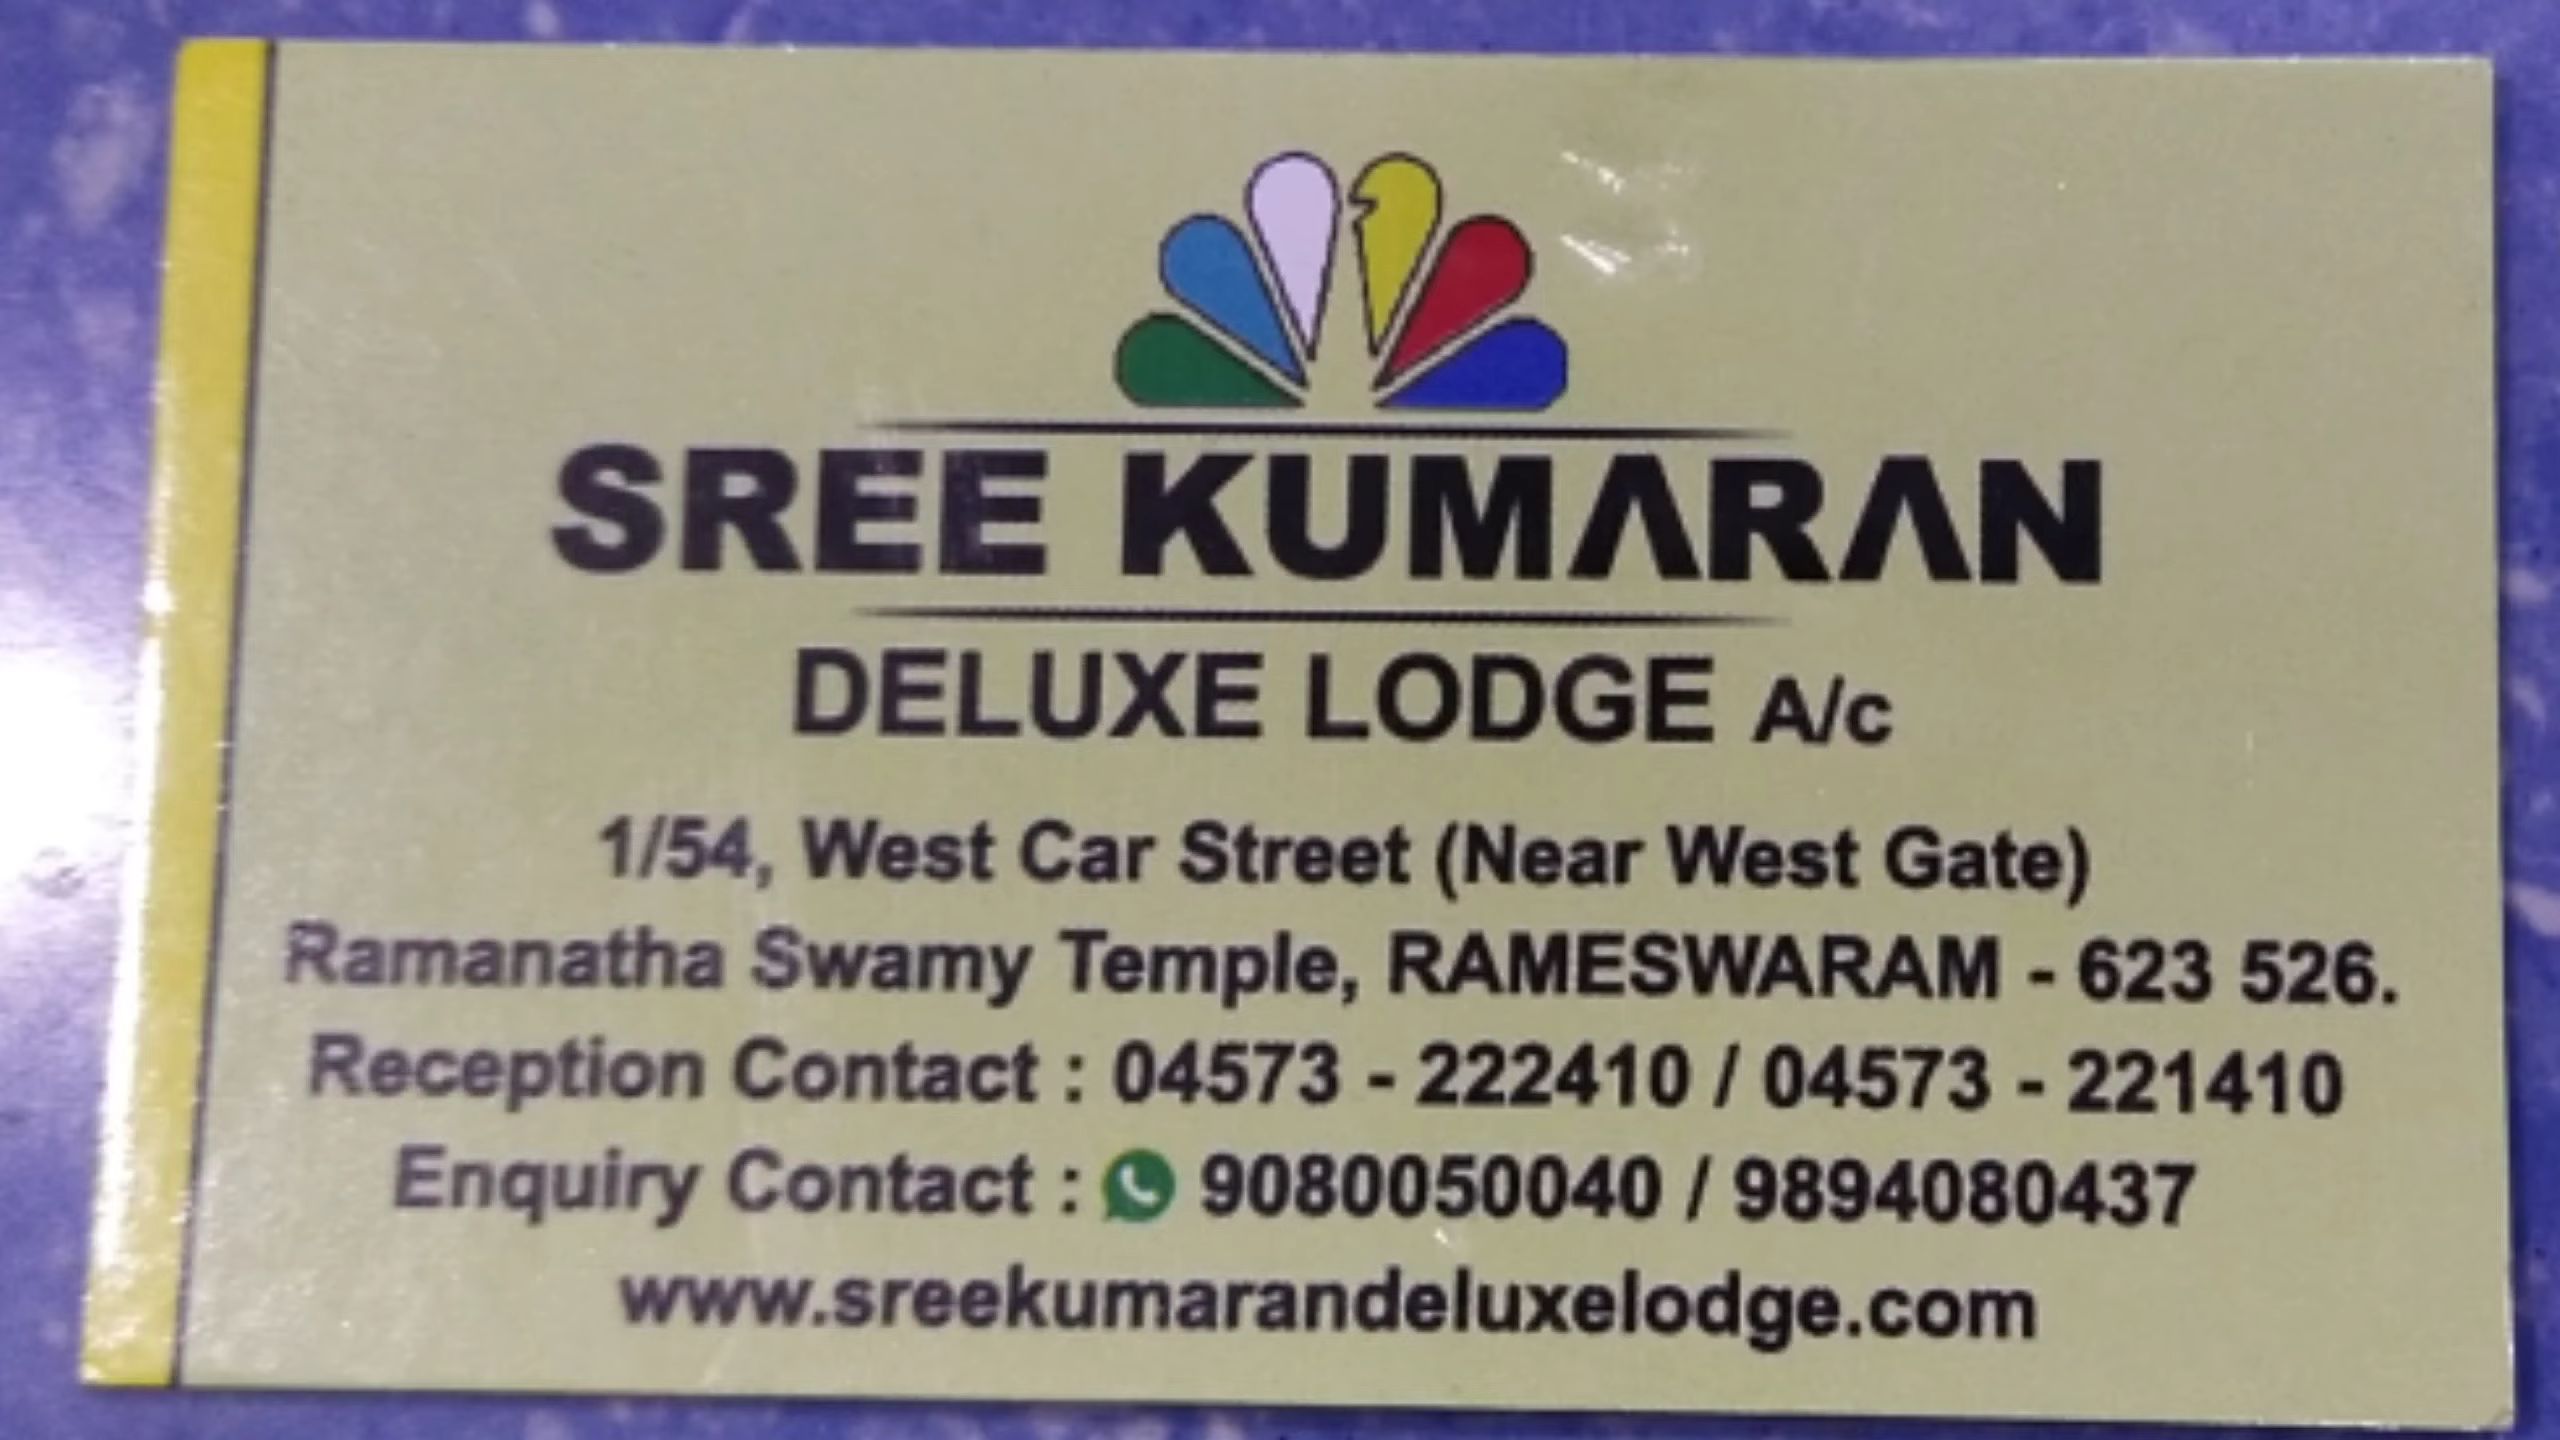 SREE KUMARAN
DELUXE LODGE A/c
1/54, West Car Street (Near West Gate)
Ramanatha Swamy Temple, RAMESWARAM - 623 526.
Reception Contact : 04573 - 222410 / 04573 - 221410
Enquiry Contact : 9080050040 / 9894080437
www.sreekumarandeluxelodge.com